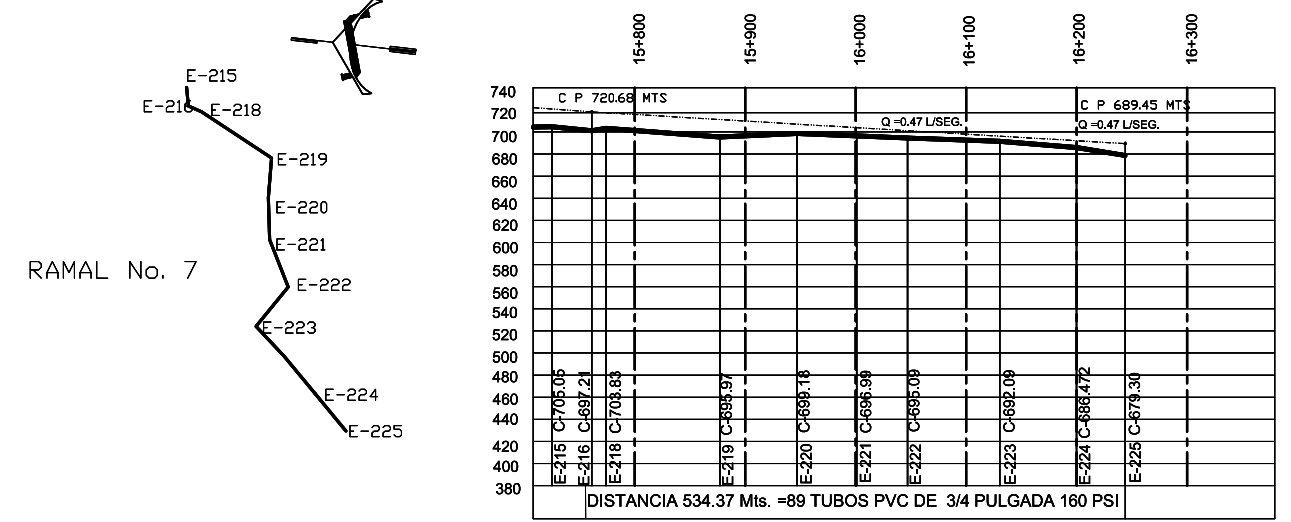 E-215
E-216
E-218
E-219
E-220
E-221
E-222
E-223
E-224
E-225
RAMAL No. 7
15+800
15+900
16+000
16+100
16+200
16+300
740
720
700
680
660
640
620
600
580
560
540
520
500
480
460
440
420
400
380
C P 720.68 MTS
Q =0.47 L/SEG.
C P 689.45 MTS
Q =0.47 L/SEG.
E-215 C-705.05
E-216 C-697.21
E-218 C-703.83
E-219 C-695.97
E-220 C-699.18
E-221 C-696.99
E-222 C-695.09
E-223 C-692.09
E-224 C-686.472
E-225 C-679.30
DISTANCIA 534.37 Mts. =89 TUBOS PVC DE 3/4 PULGADA 160 PSI